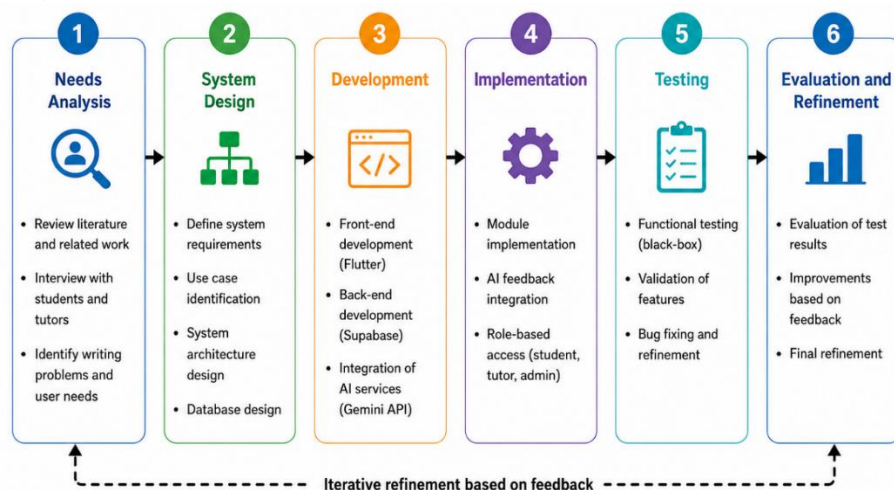 1
Needs
Analysis
• Review literature
and related work
• Interview with
students and
tutors
• Identify writing
problems and
user needs
2
System
Design
• Define system
requirements
• Use case
identification
• System
architecture
design
• Database design
3
Development
</>
• Front-end
development
(Flutter)
• Back-end
development
(Supabase)
• Integration of
AI services
(Gemini API)
4
Implementation
• Module
implementation
• AI feedback
integration
• Role-based
access (student,
tutor, admin)
5
Testing
• Functional testing
(black-box)
• Validation of
features
• Bug fixing and
refinement
6
Evaluation and
Refinement
• Evaluation of test
results
• Improvements
based on
feedback
• Final refinement
Iterative refinement based on feedback